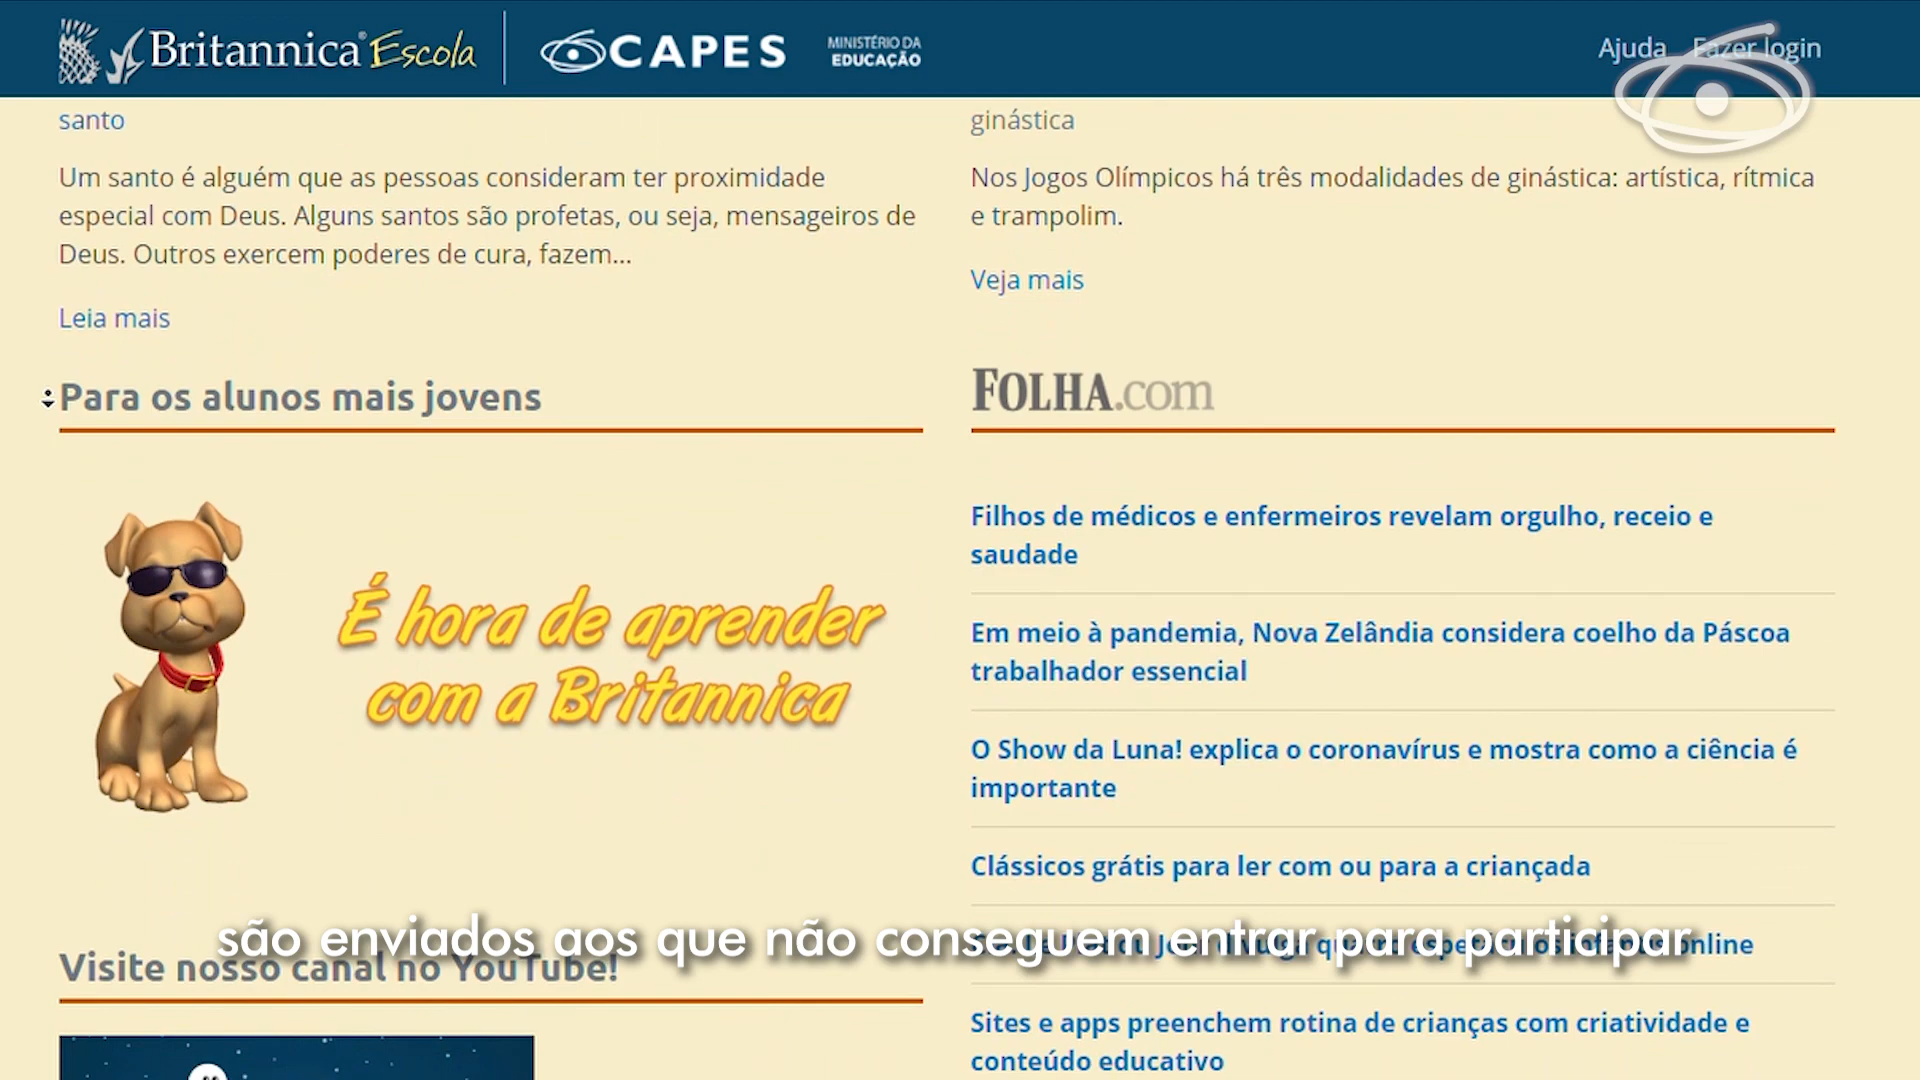 Britannica Escola
CAPES
MINISTÉRIO DA
EDUCAÇÃO
Ajuda
Fazer login
santo
Um santo é alguém que as pessoas consideram ter proximidade
especial com Deus. Alguns santos são profetas, ou seja, mensageiros de
Deus. Outros exercem poderes de cura, fazem...
Leia mais
ginástica
Nos Jogos Olímpicos há três modalidades de ginástica: artística, rítmica
e trampolim.
Veja mais
Para os alunos mais jovens
É hora de aprender
com a Britannica
FOLHA.com
Filhos de médicos e enfermeiros revelam orgulho, receio e
saudade
Em meio à pandemia, Nova Zelândia considera coelho da Páscoa
trabalhador essencial
O Show da Luna! explica o coronavírus e mostra como a ciência é
importante
Clássicos grátis para ler com ou para a criançada
online
Sites e apps preenchem rotina de crianças com criatividade e
conteúdo educativo
Visite nosso canal no YouTube!
são enviados aos que não conseguem entrar para participar